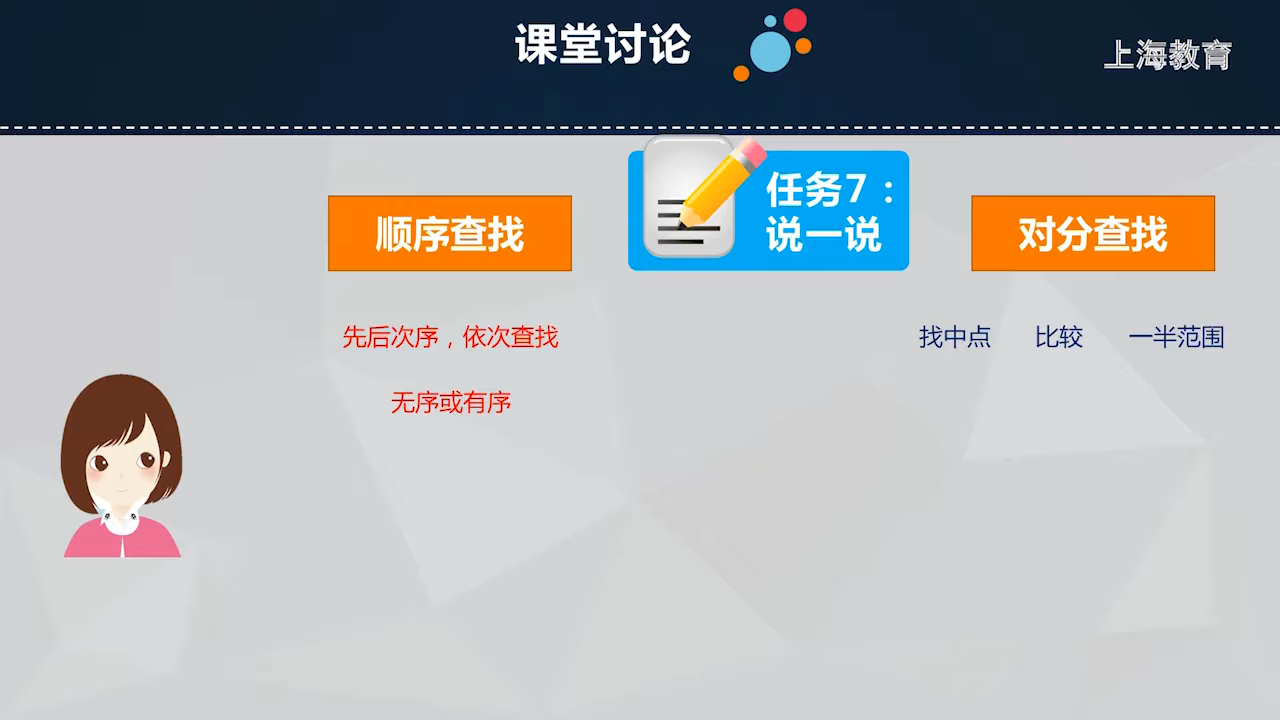 课堂讨论
上海教育
任务7：
说一说
顺序查找
对分查找
先后次序，依次查找
找中点 比较 一半范围
无序或有序